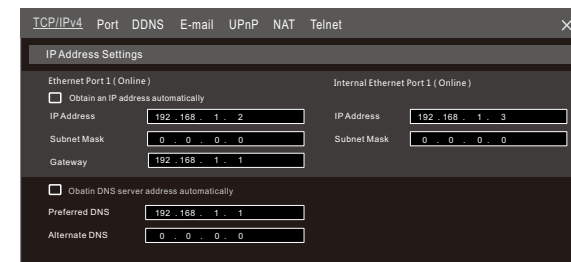 TCP/IPv4 Port DDNS E-mail UPnP NAT Telnet X
IP Address Settings
Ethernet Port 1 ( Online )
Obtain an IP address automatically
IP Address 192 . 168 . 1 . 2
Subnet Mask 0 . 0 . 0 . 0
Gateway 192 . 168 . 1 . 1
Internal Ethernet Port 1 ( Online )
IP Address 192 . 168 . 1 . 3
Subnet Mask 0 . 0 . 0 . 0
Obatin DNS server address automatically
Preferred DNS 192 . 168 . 1 . 1
Alternate DNS 0 . 0 . 0 . 0